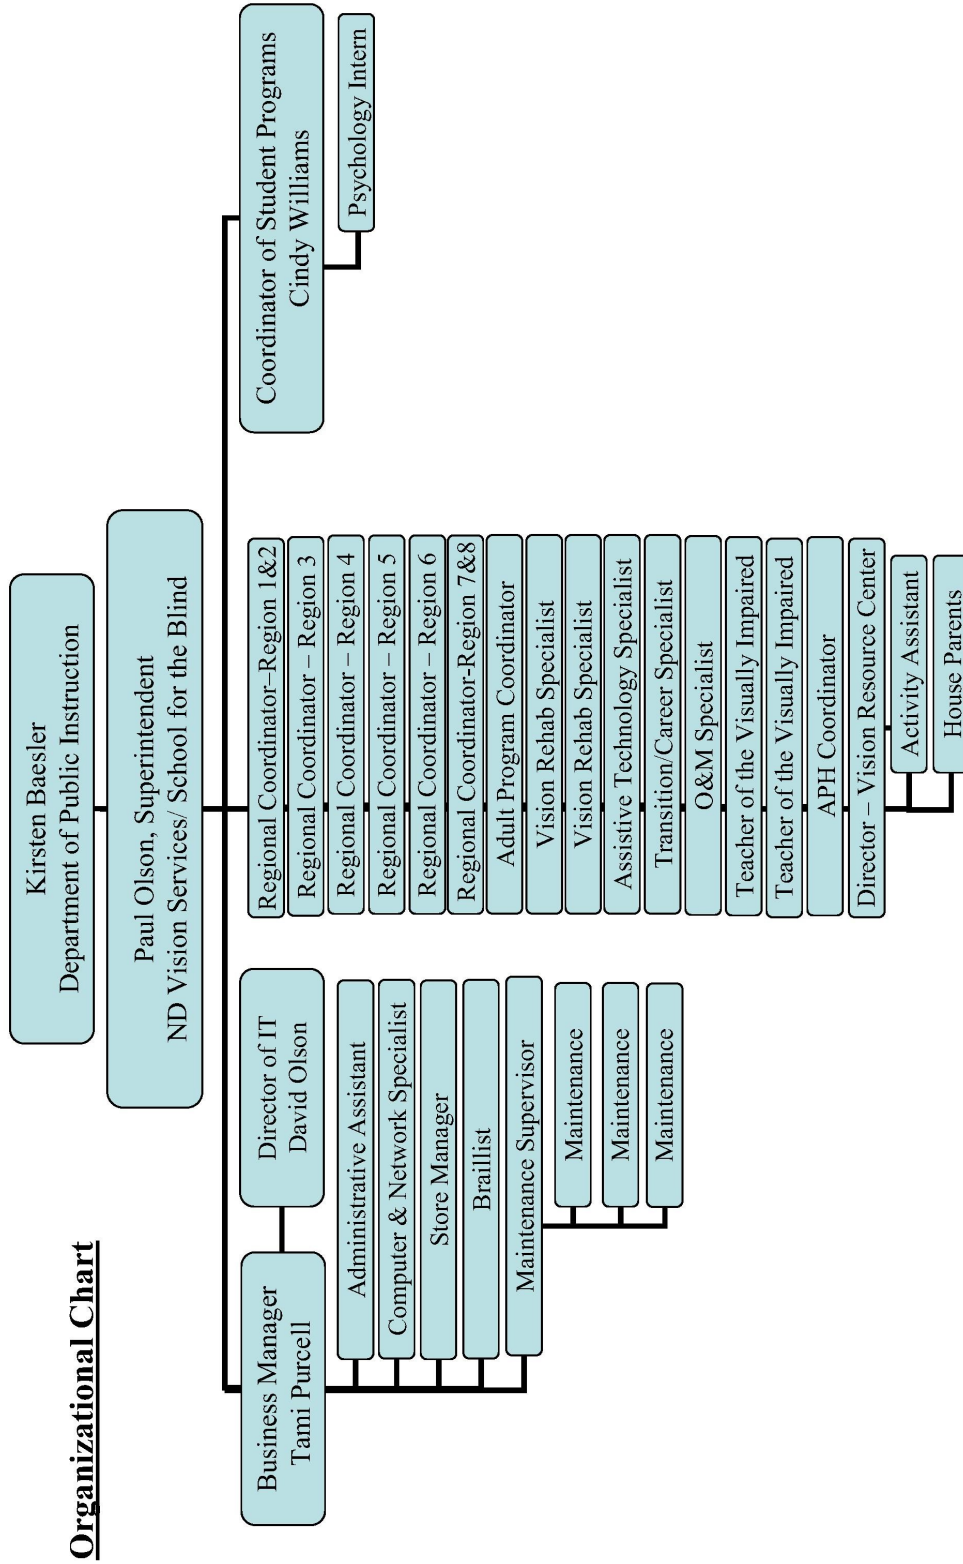 Organizational Chart
Kirsten Baesler
Department of Public Instruction
Paul Olson, Superintendent
ND Vision Services/ School for the Blind
Business Manager
Tami Purcell
Director of IT
David Olson
Administrative Assistant
Computer & Network Specialist
Store Manager
Braillist
Maintenance Supervisor
Maintenance
Maintenance
Maintenance
Regional Coordinator–Region 1&2
Regional Coordinator – Region 3
Regional Coordinator – Region 4
Regional Coordinator – Region 5
Regional Coordinator – Region 6
Regional Coordinator-Region 7&8
Adult Program Coordinator
Vision Rehab Specialist
Vision Rehab Specialist
Assistive Technology Specialist
Transition/Career Specialist
O&M Specialist
Teacher of the Visually Impaired
Teacher of the Visually Impaired
APH Coordinator
Director – Vision Resource Center
Activity Assistant
House Parents
Coordinator of Student Programs
Cindy Williams
Psychology Intern